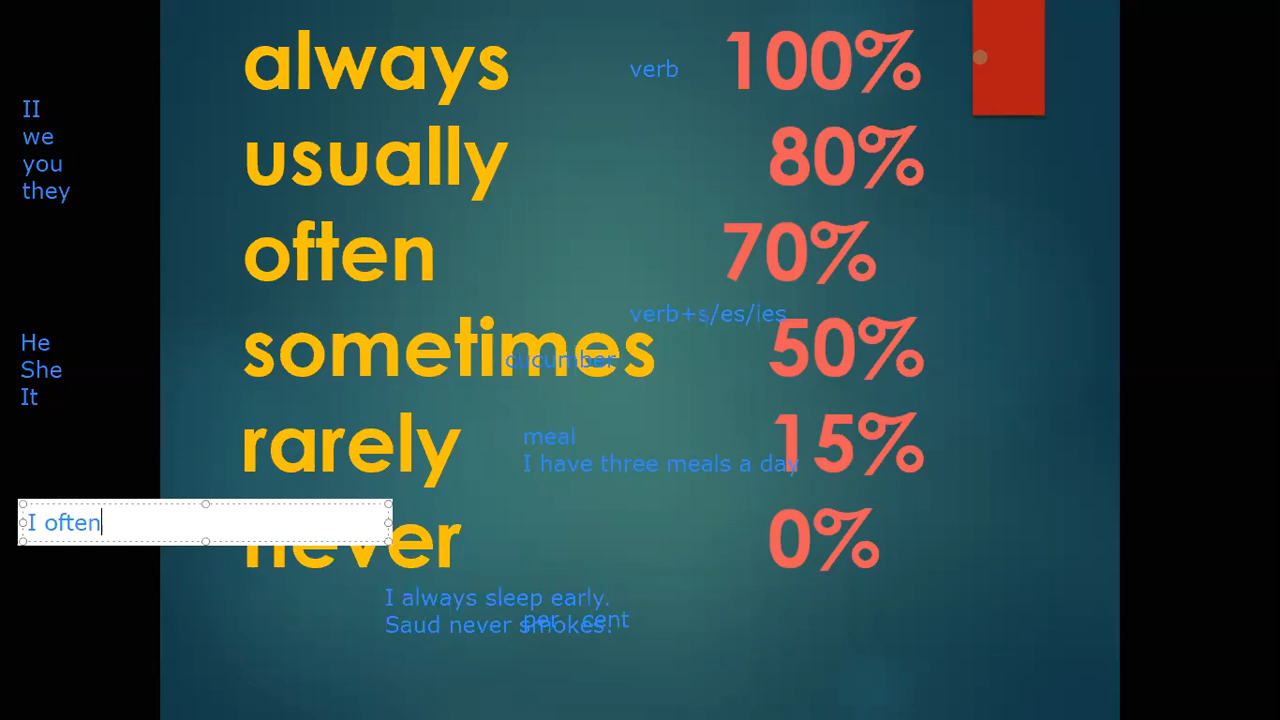 always verb 100%
II
we
you
they
usually 80%
often 70%
verb+s/es/ies
He
She
It
sometimes 50%
cucumber
rarely 15%
meal
I have three meals a day
I often
never 0%
I always sleep early.
Saud never smokes.
per cent